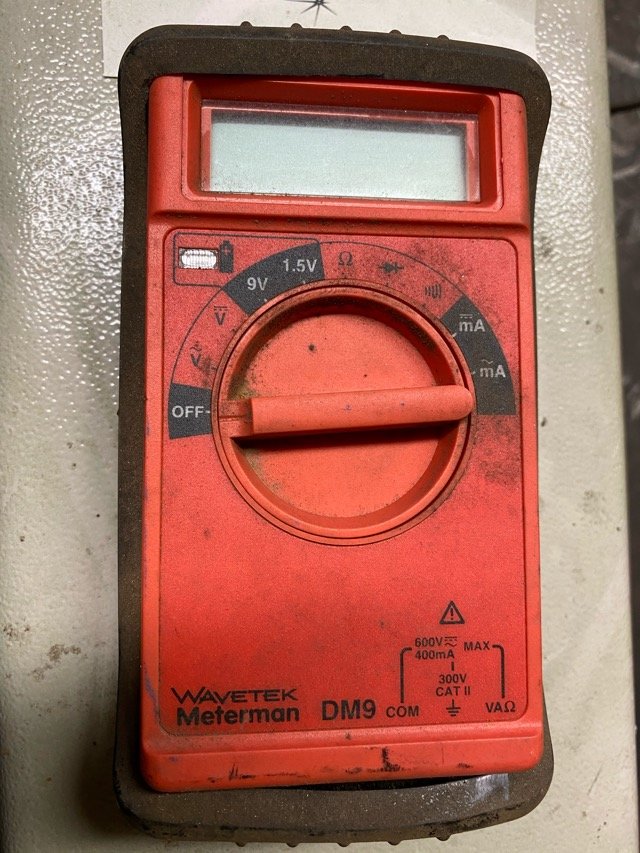 1.5V Ω
9V
V
mA
V
mA
OFF
600V MAX
400mA
300V
CAT II
WAVETEK
Meterman DM9 COM VAΩ